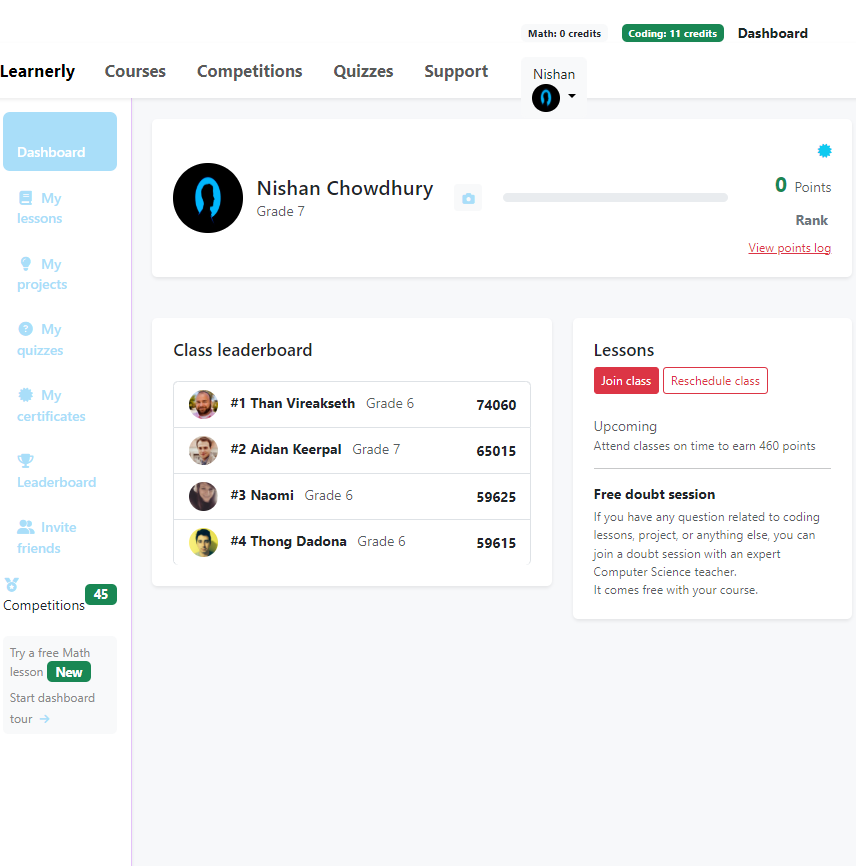 Math: 0 credits
Coding: 11 credits
Dashboard
Learnerly
Courses
Competitions
Quizzes
Support
Nishan
Dashboard
My
lessons
My
projects
My
quizzes
My
certificates
Leaderboard
Invite
friends
Competitions
45
Try a free Math
lesson New
Start dashboard
tour →
Nishan Chowdhury
Grade 7
0 Points
Rank
View points log
Class leaderboard
#1 Than Vireakseth Grade 6 74060
#2 Aidan Keerpal Grade 7 65015
#3 Naomi Grade 6 59625
#4 Thong Dadona Grade 6 59615
Lessons
Join class
Reschedule class
Upcoming
Attend classes on time to earn 460 points
Free doubt session
If you have any question related to coding
lessons, project, or anything else, you can
join a doubt session with an expert
Computer Science teacher.
It comes free with your course.